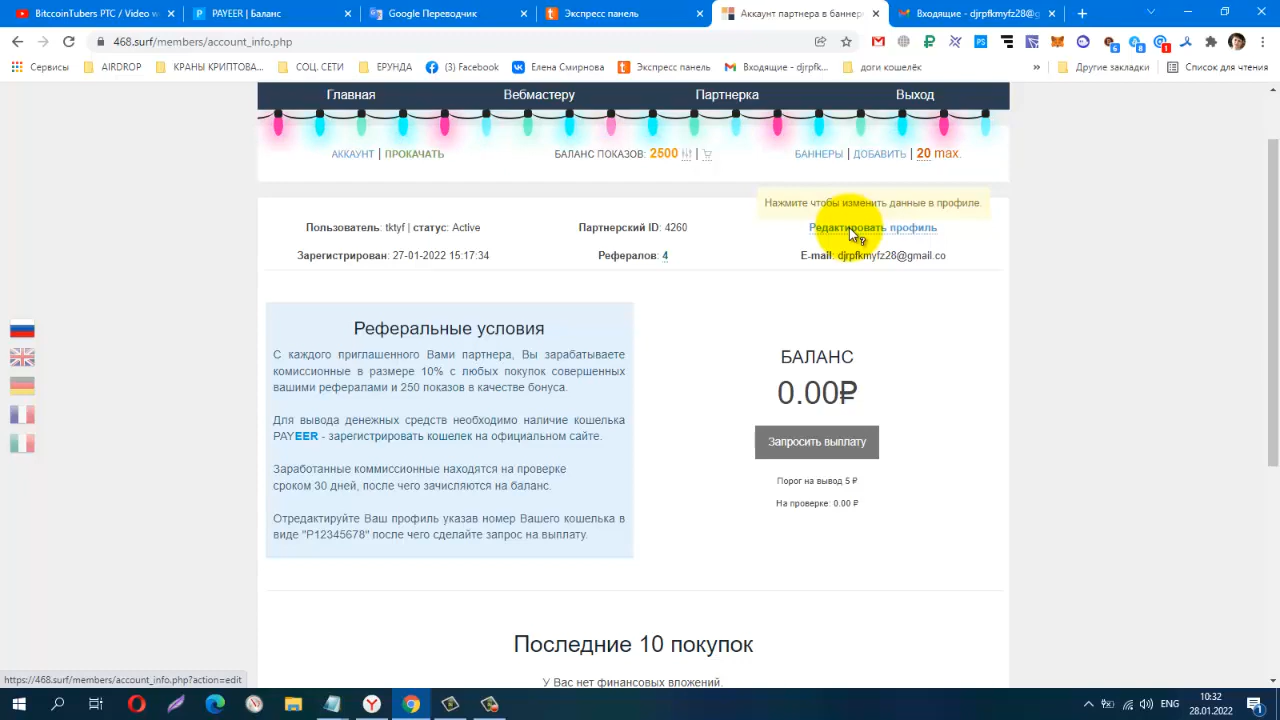 BitccoinTubers PTC / Video w
PAYEER | Баланс
Google Переводчик
Экспресс панель
Аккаунт партнера в баннерн
Входящие - djrpfkmyfz28@g
468.surf/members/account_info.php
Сервисы
AIRDROP
КРАНЫ КРИПТОВА...
СОЦ. СЕТИ
ЕРУНДА
(3) Facebook
Елена Смирнова
Экспресс панель
Входящие - djrpfk...
доги кошелёк
»
Другие закладки
Список для чтения
Главная
Вебмастеру
Партнерка
Выход
АККАУНТ | ПРОКАЧАТЬ
БАЛАНС ПОКАЗОВ: 2500 |
БАННЕРЫ | ДОБАВИТЬ | 20 max.
Нажмите чтобы изменить данные в профиле.
Пользователь: tktyf | статус: Active
Партнерский ID: 4260
Редактировать профиль
Зарегистрирован: 27-01-2022 15:17:34
Рефералов: 4
E-mail: djrpfkmyfz28@gmail.co
Реферальные условия
С каждого приглашенного Вами партнера, Вы зарабатываете
комиссионные в размере 10% с любых покупок совершенных
вашими рефералами и 250 показов в качестве бонуса.
Для вывода денежных средств необходимо наличие кошелька
PAYEER - зарегистрировать кошелек на официальном сайте.
Заработанные коммиссионные находятся на проверке
сроком 30 дней, после чего зачисляются на баланс.
Отредактируйте Ваш профиль указав номер Вашего кошелька в
виде "P12345678" после чего сделайте запрос на выплату.
БАЛАНС
0.00₽
Запросить выплату
Порог на вывод 5 ₽
На проверке: 0.00 ₽
Последние 10 покупок
У Вас нет финансовых вложений.
https://468.surf/members/account_info.php?action=edit
ENG
10:32
28.01.2022